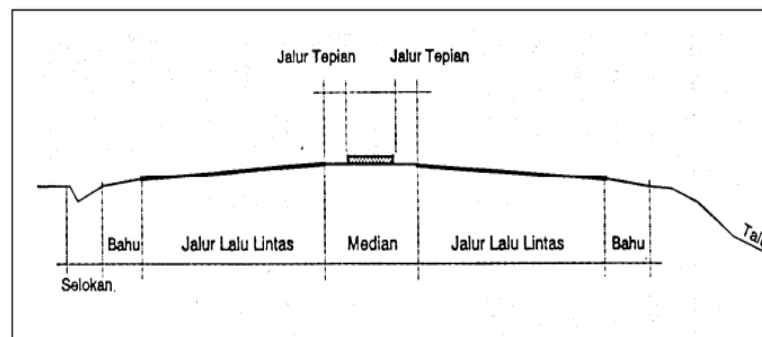 Jalur Tepian Jalur Tepian
Bahu Jalur Lalu Lintas Median Jalur Lalu Lintas Bahu
Selokan.